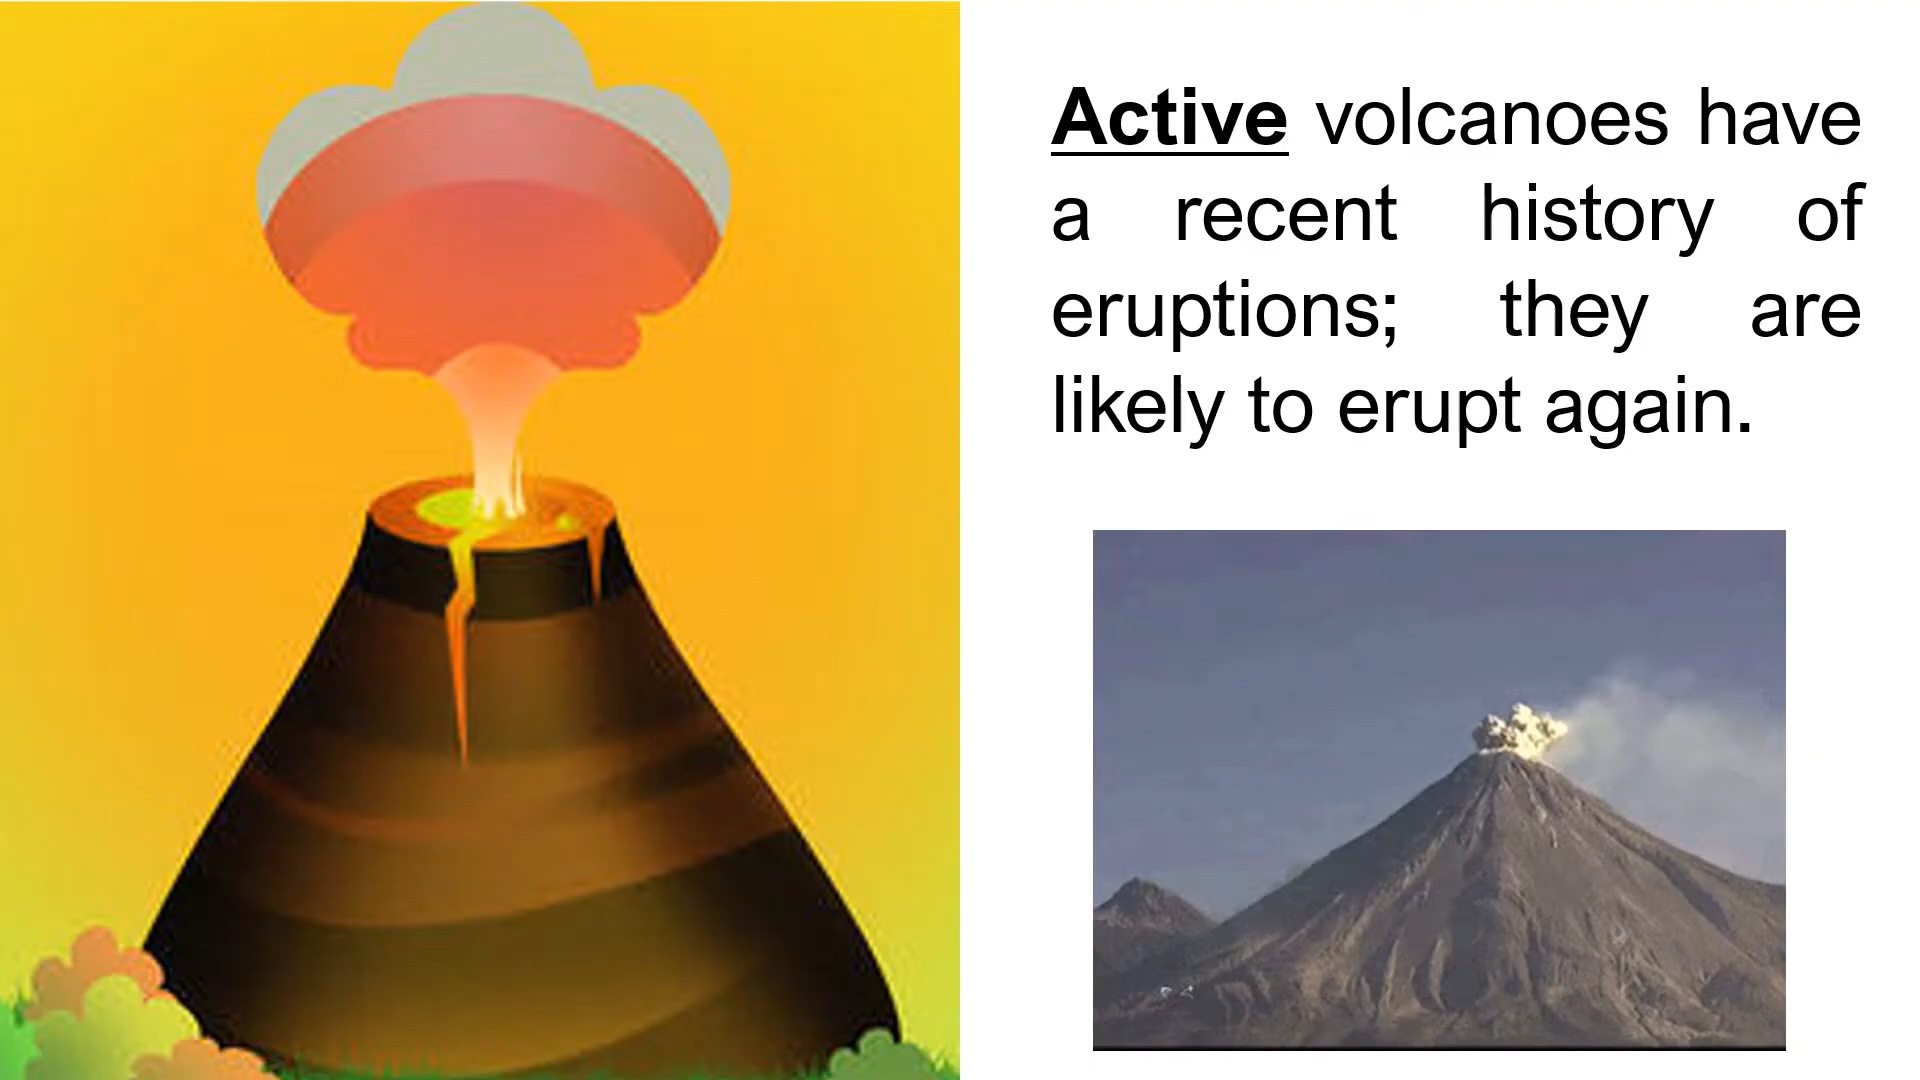 Active volcanoes have
a recent history of
eruptions; they are
likely to erupt again.